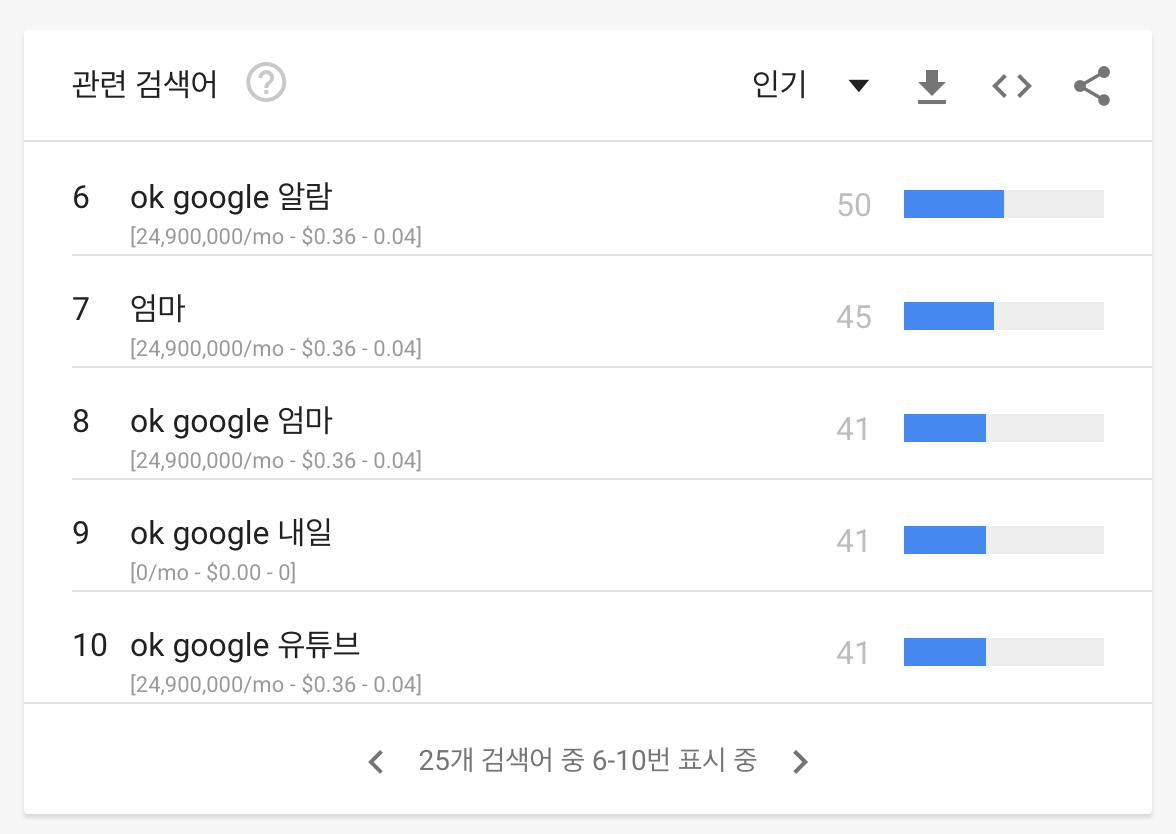 관련 검색어 ?
인기
6 ok google 알람 50
[24,900,000/mo - $0.36 - 0.04]
7 엄마 45
[24,900,000/mo - $0.36 - 0.04]
8 ok google 엄마 41
[24,900,000/mo - $0.36 - 0.04]
9 ok google 내일 41
[0/mo - $0.00 - 0]
10 ok google 유튜브 41
[24,900,000/mo - $0.36 - 0.04]
25개 검색어 중 6-10번 표시 중